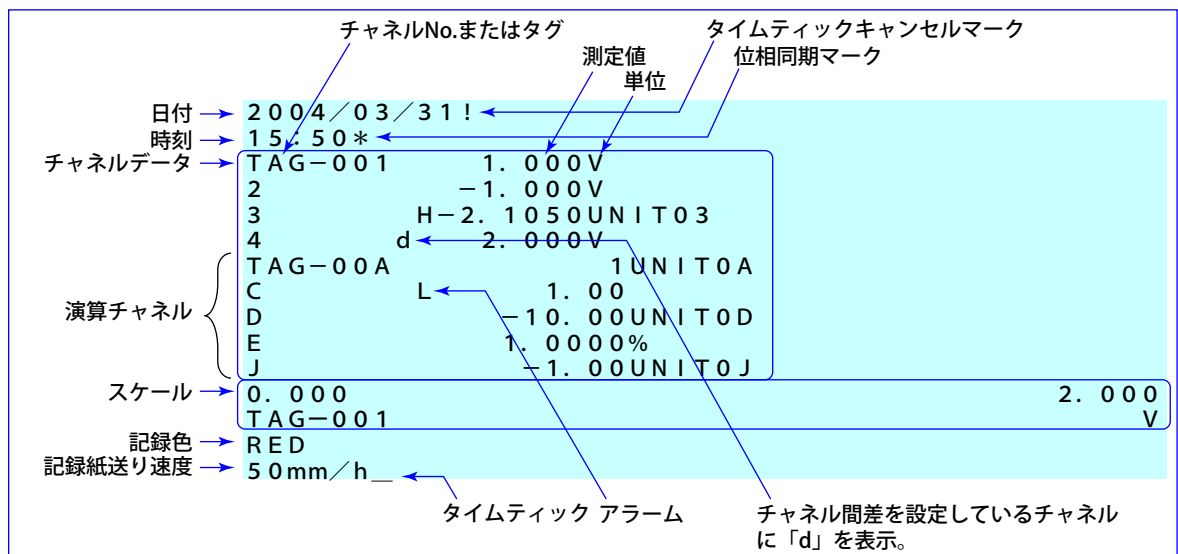 チャネルNo.またはタグ
タイムティックキャンセルマーク
測定値
位相同期マーク
単位
日付
2004/03/31!
時刻
15:50*
チャネルデータ
TAG-001 1.000V
2 -1.000V
3 H-2.1050UNIT03
4 d 2.000V
TAG-00A 1UNIT0A
C L 1.00
演算チャネル
D -10.00UNIT0D
E 1.0000%
J -1.00UNIT0J
スケール
0.000 2.000
TAG-001 V
記録色
RED
記録紙送り速度
50mm/h_
タイムティック
アラーム
チャネル間差を設定しているチャネル
に「d」を表示。